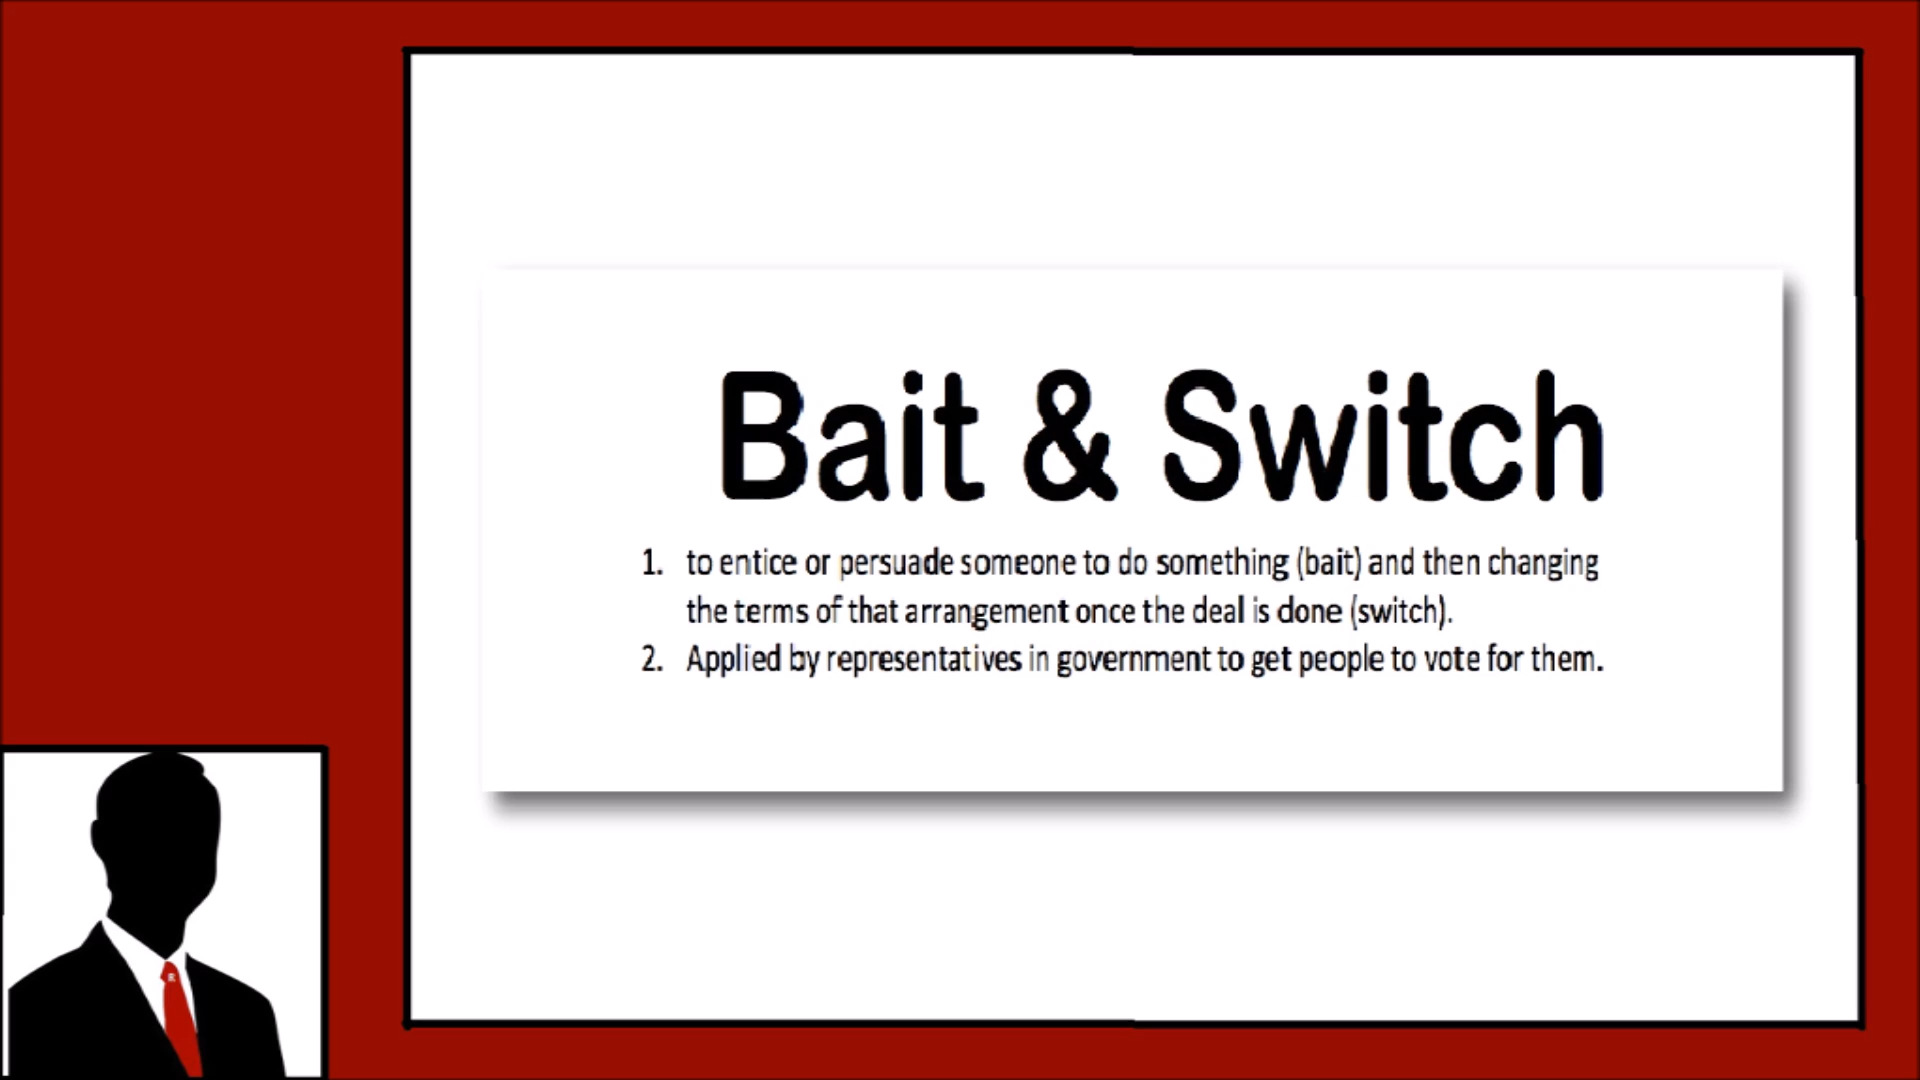 Bait & Switch
1. to entice or persuade someone to do something (bait) and then changing
the terms of that arrangement once the deal is done (switch).
2. Applied by representatives in government to get people to vote for them.
R